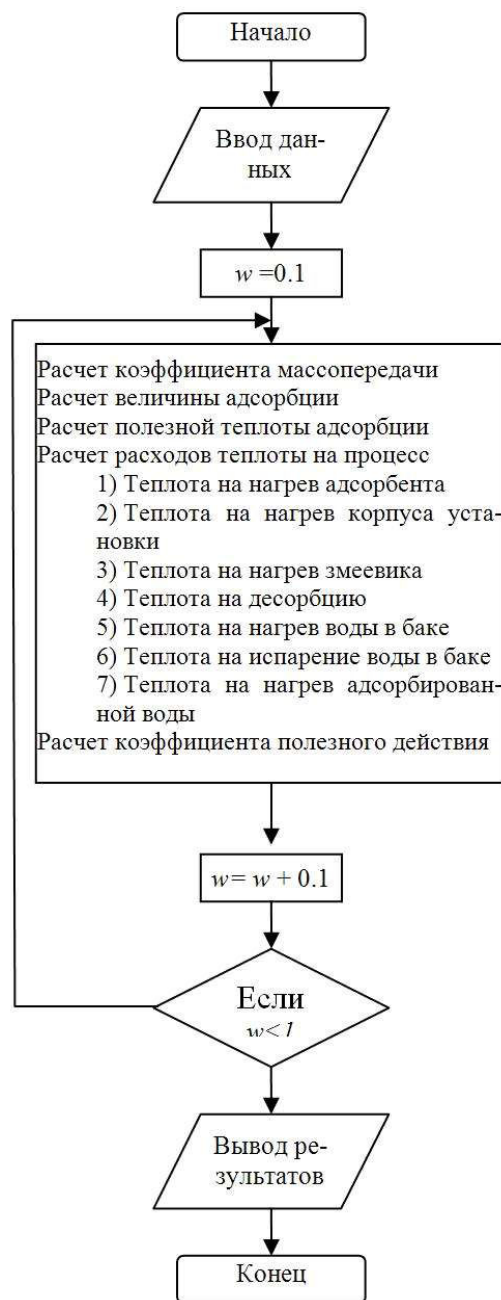 Начало
Ввод дан-
ных
w =0.1
Расчет коэффициента массопередачи
Расчет величины адсорбции
Расчет полезной теплоты адсорбции
Расчет расходов теплоты на процесс
1) Теплота на нагрев адсорбента
2) Теплота на нагрев корпуса уста-
новки
3) Теплота на нагрев змеевика
4) Теплота на десорбцию
5) Теплота на нагрев воды в баке
6) Теплота на испарение воды в баке
7) Теплота на нагрев адсорбирован-
ной воды
Расчет коэффициента полезного действия
w= w + 0.1
Если
w<1
Вывод ре-
зультатов
Конец